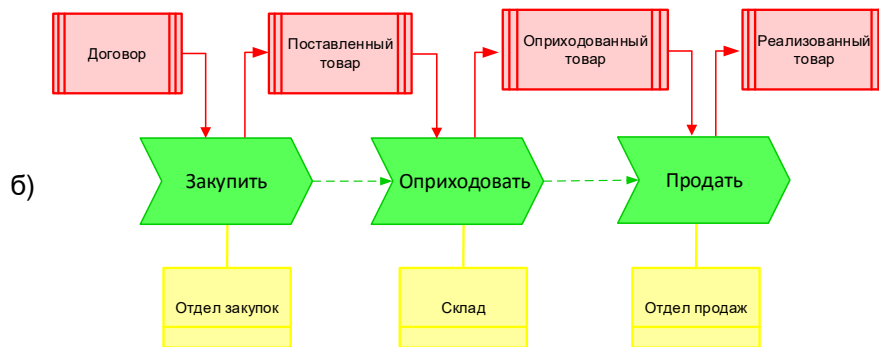 Договор
Поставленный
товар
Оприходованный
товар
Реализованный
товар
б)
Закупить
Оприходовать
Продать
Отдел закупок
Склад
Отдел продаж